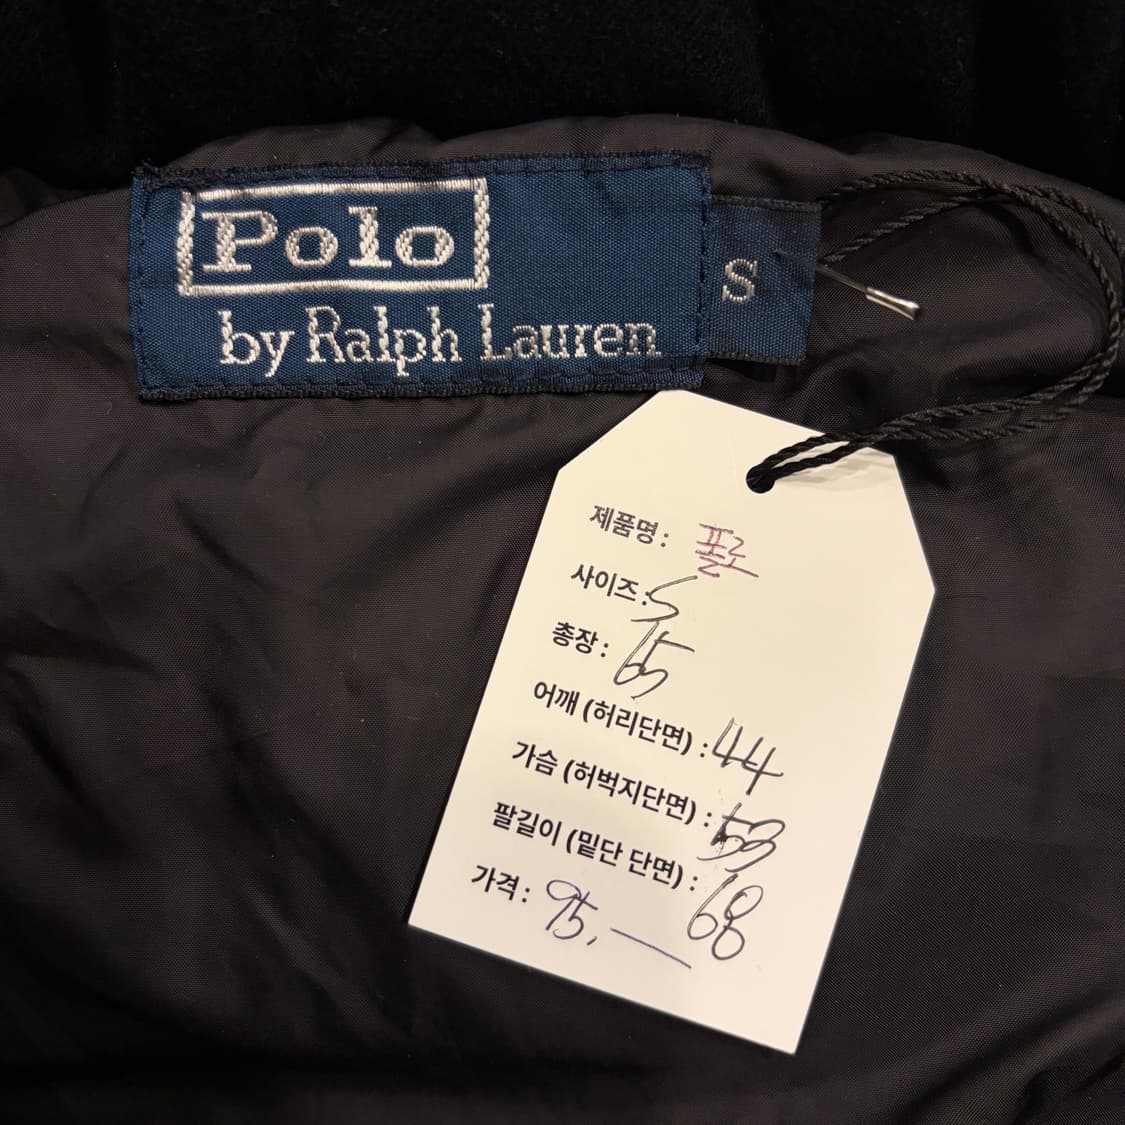 Polo
by Ralph Lauren
S
제품명: 폴로
사이즈: S
총장: 65
어깨 (허리단면) : 44
가슴 (허벅지단면) : 53
팔길이 (밑단 단면) : 68
가격: 95,—